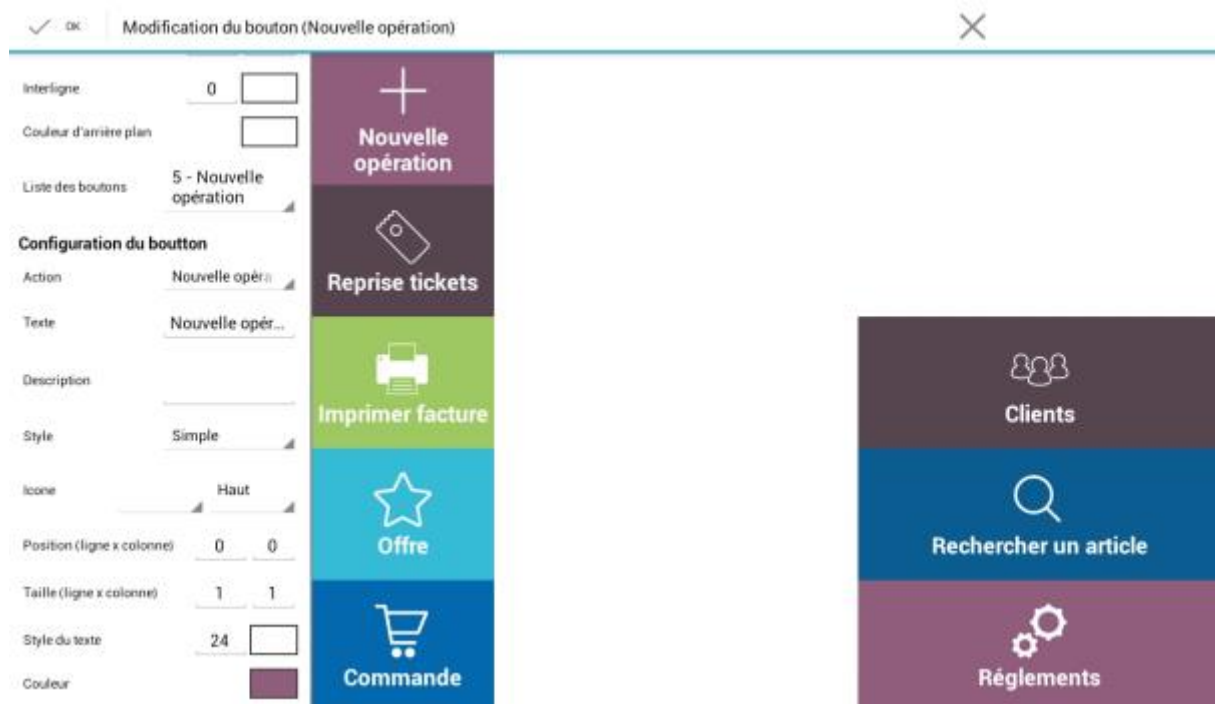 OK
Modification du bouton (Nouvelle opération)
Interligne
0
Couleur d'arrière plan
Liste des boutons
5 - Nouvelle
opération
Configuration du boutton
Action
Nouvelle opéra
Texte
Nouvelle opér...
Description
Style
Simple
Icone
Haut
Position (ligne x colonne)
0 0
Taille (ligne x colonne)
1 1
Style du texte
24
Couleur
Nouvelle
opération
Reprise tickets
Imprimer facture
Offre
Commande
Clients
Rechercher un article
Réglements